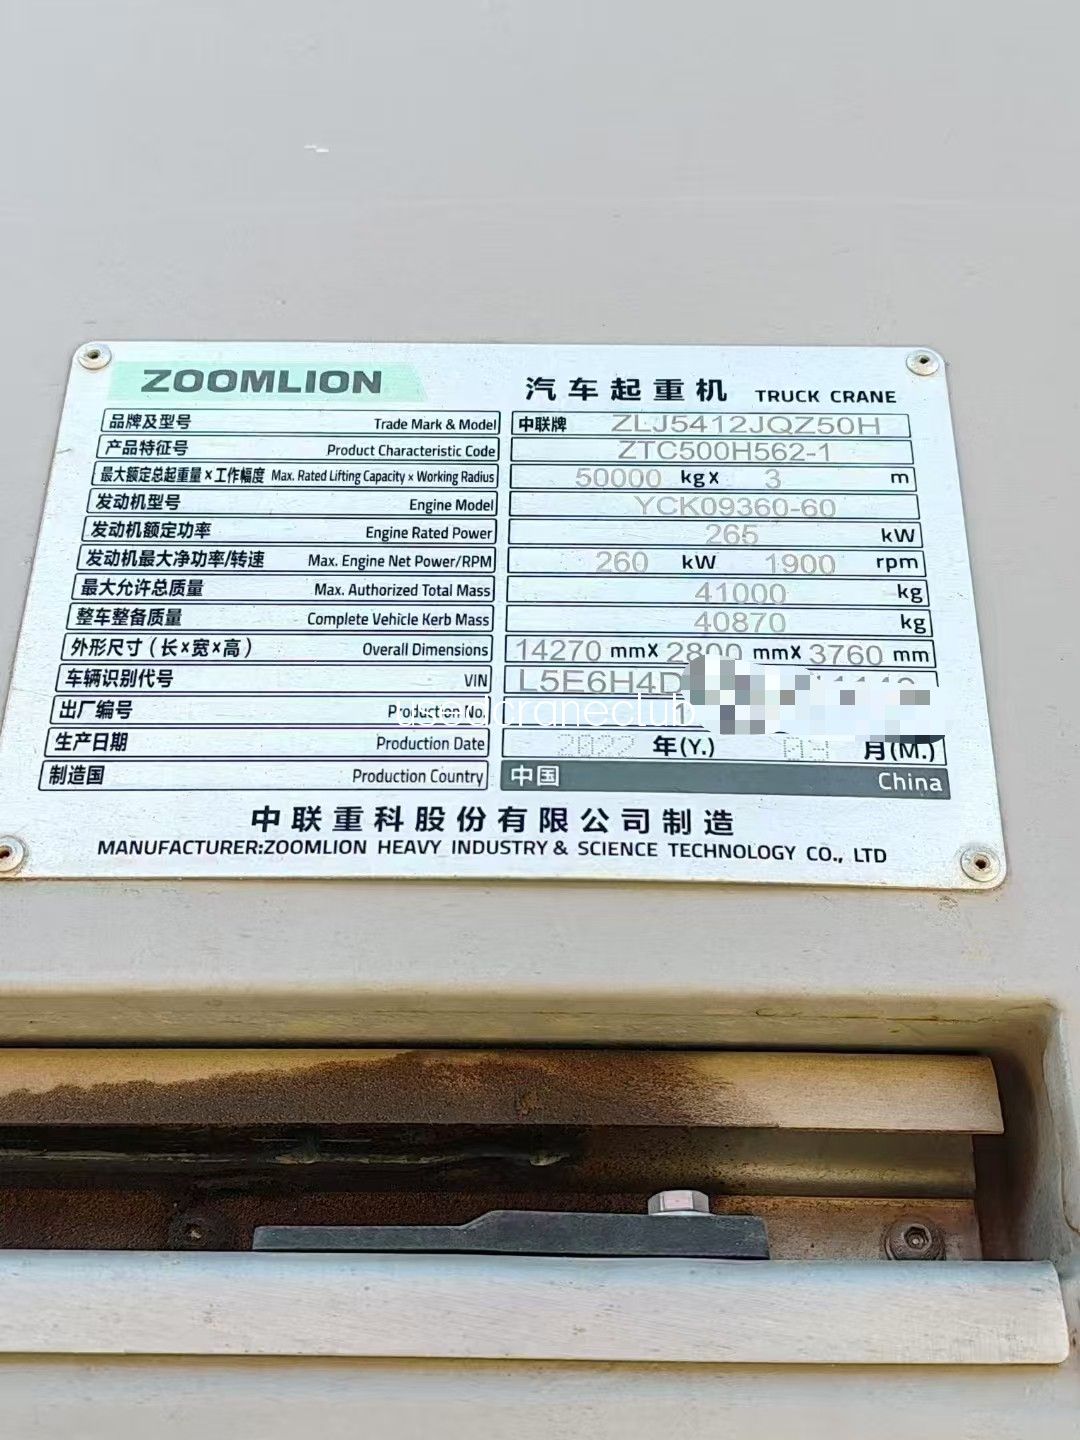 ZOOMLION 汽车起重机 TRUCK CRANE
品牌及型号 Trade Mark & Model 中联牌 ZLJ5412JQZ50H
产品特征号 Product Characteristic Code ZTC500H562-1
最大额定总起重量×工作幅度 Max. Rated Lifting Capacity × Working Radius 50000 kg× 3 m
发动机型号 Engine Model YCK09360-60
发动机额定功率 Engine Rated Power 265 kW
发动机最大净功率/转速 Max. Engine Net Power/RPM 260 kW 1900 rpm
最大允许总质量 Max. Authorized Total Mass 41000 kg
整车整备质量 Complete Vehicle Kerb Mass 40870 kg
外形尺寸(长×宽×高) Overall Dimensions 14270 mm× 2800 mm× 3760 mm
车辆识别代号 VIN L5E6H4D
出厂编号 Production No.
usedcraneclub
生产日期 Production Date 2022 年(Y.) 09 月(M.)
制造国 Production Country 中国 China
中联重科股份有限公司制造
MANUFACTURER:ZOOMLION HEAVY INDUSTRY & SCIENCE TECHNOLOGY CO., LTD